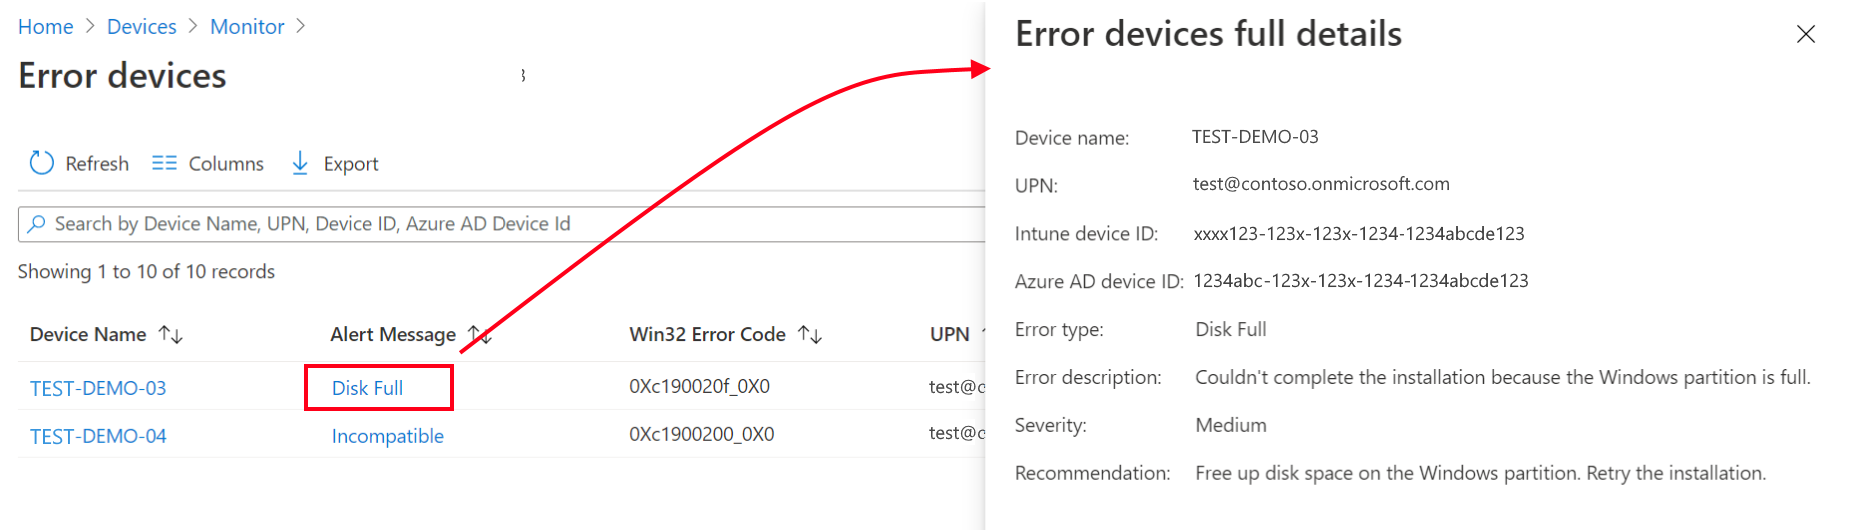 Home > Devices > Monitor >
Error devices
Refresh Columns Export
Search by Device Name, UPN, Device ID, Azure AD Device Id
Showing 1 to 10 of 10 records
Device Name Alert Message Win32 Error Code UPN
TEST-DEMO-03 Disk Full 0Xc190020f_0X0 test@
TEST-DEMO-04 Incompatible 0Xc1900200_0X0 test@
Error devices full details
Device name: TEST-DEMO-03
UPN: test@contoso.onmicrosoft.com
Intune device ID: xxxx123-123x-123x-1234-1234abcde123
Azure AD device ID: 1234abc-123x-123x-1234-1234abcde123
Error type: Disk Full
Error description: Couldn't complete the installation because the Windows partition is full.
Severity: Medium
Recommendation: Free up disk space on the Windows partition. Retry the installation.